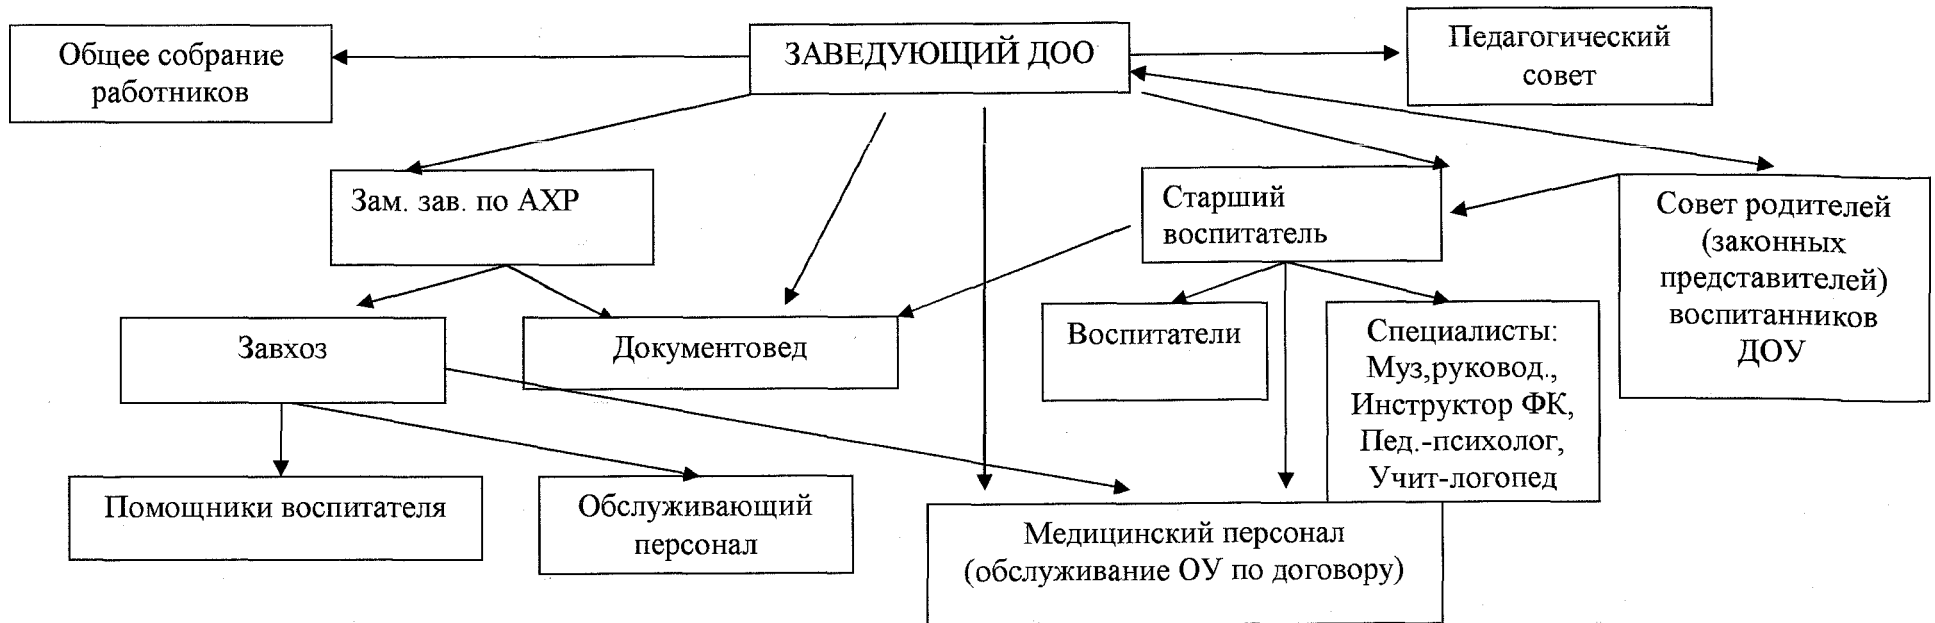 Общее собрание
работников
ЗАВЕДУЮЩИЙ ДОО
Педагогический
совет
Зам. зав. по АХР
Старший
воспитатель
Совет родителей
(законных
представителей)
воспитанников
ДОУ
Завхоз
Документовед
Воспитатели
Специалисты:
Муз,руковод.,
Инструктор ФК,
Пед.-психолог,
Учит-логопед
Помощники воспитателя
Обслуживающий
персонал
Медицинский персонал
(обслуживание ОУ по договору)